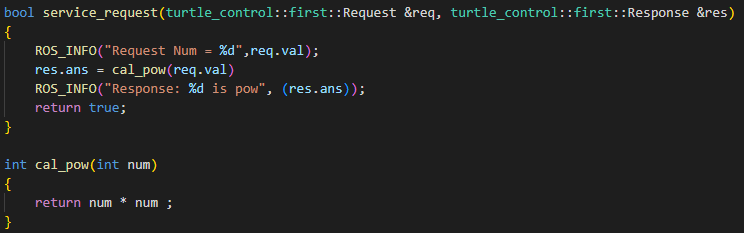 bool service_request(turtle_control::first::Request &req, turtle_control::first::Response &res)
{
    ROS_INFO("Request Num = %d",req.val);
    res.ans = cal_pow(req.val)
    ROS_INFO("Response: %d is pow", (res.ans));
    return true;
}

int cal_pow(int num)
{
    return num * num ;
}